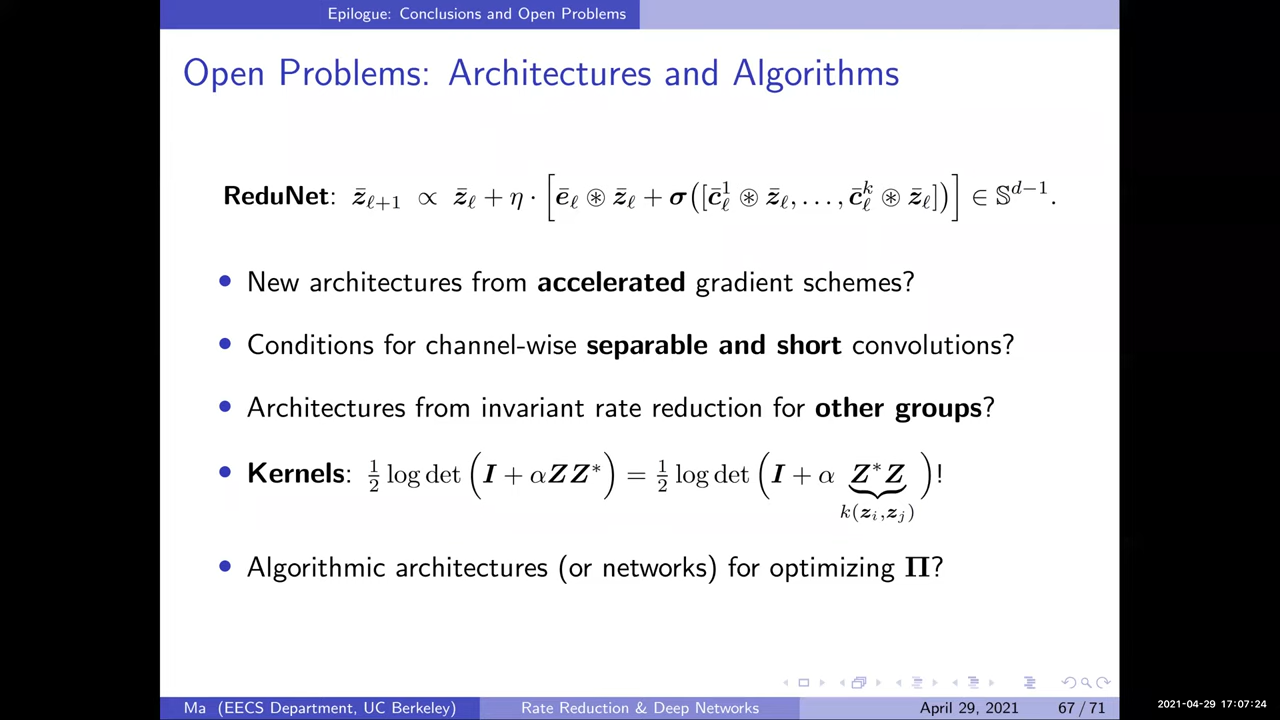 Epilogue: Conclusions and Open Problems
Open Problems: Architectures and Algorithms
ReduNet: z̄ℓ+1 ∝ z̄ℓ + η · [ēℓ ⊛ z̄ℓ + σ([c̄ℓ¹ ⊛ z̄ℓ, . . . , c̄ℓᵏ ⊛ z̄ℓ])] ∈ 𝕊ᵈ⁻¹.
• New architectures from accelerated gradient schemes?
• Conditions for channel-wise separable and short convolutions?
• Architectures from invariant rate reduction for other groups?
• Kernels: ½ log det (I + αZZ*) = ½ log det (I + α Z*Z)!
k(zᵢ,zⱼ)
• Algorithmic architectures (or networks) for optimizing Π?
Ma (EECS Department, UC Berkeley) Rate Reduction & Deep Networks April 29, 2021 67 / 71
2021-04-29 17:07:24